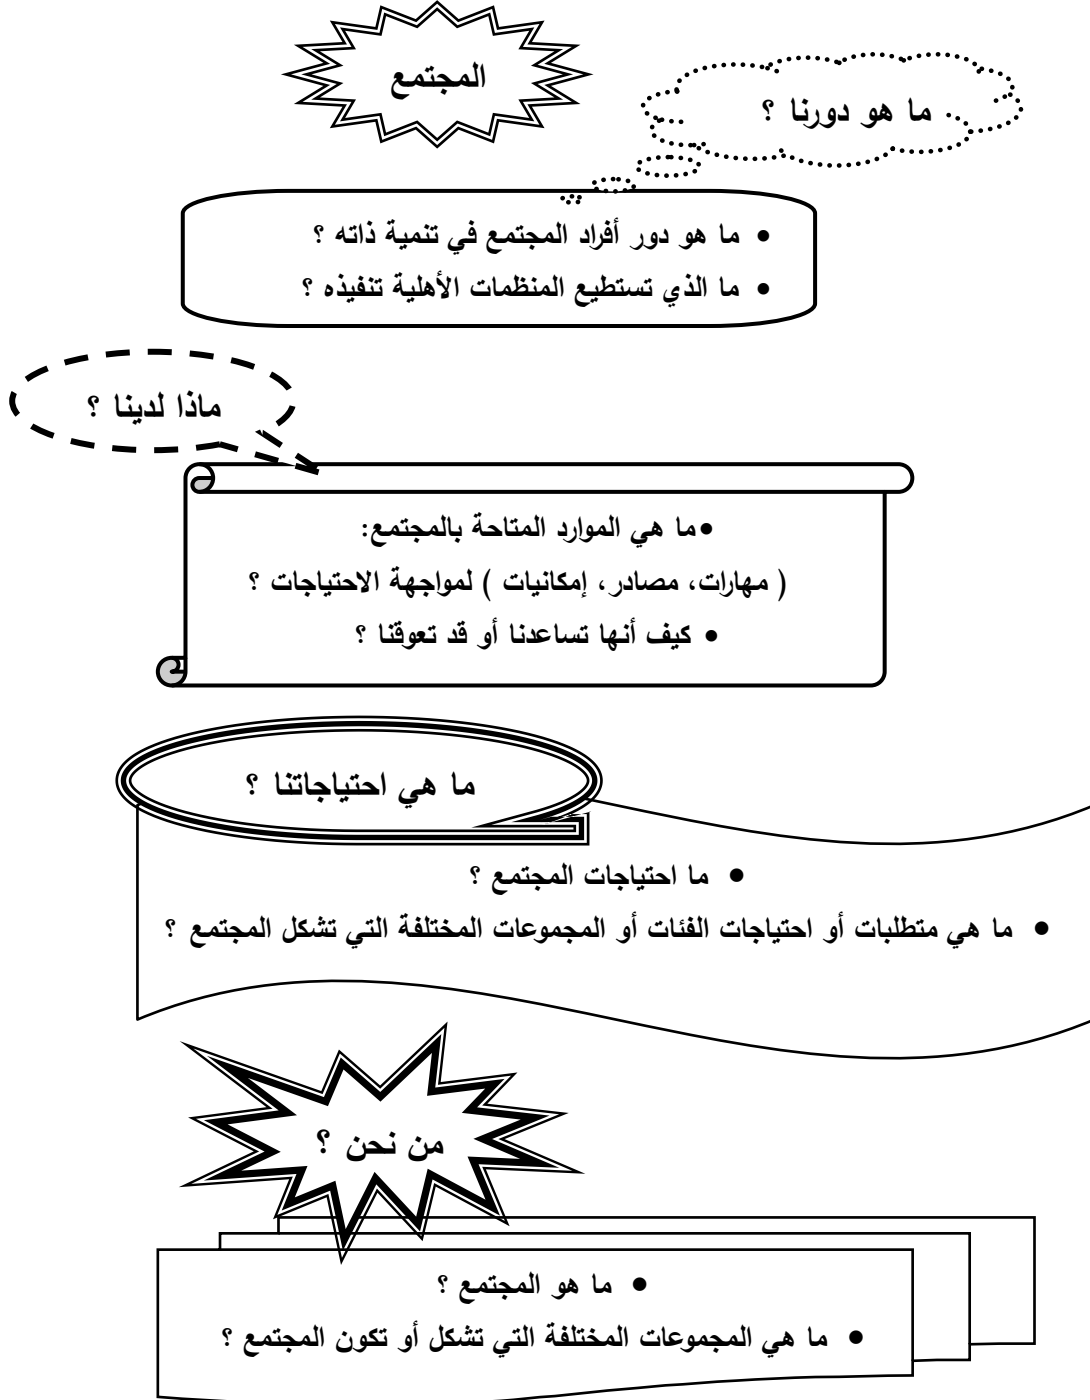 المجتمع
ما هو دورنا ؟
• ما هو دور أفراد المجتمع في تنمية ذاته ؟
• ما الذي تستطيع المنظمات الأهلية تنفيذه ؟
ماذا لدينا ؟
• ما هي الموارد المتاحة بالمجتمع:
( مهارات، مصادر، إمكانيات ) لمواجهة الاحتياجات ؟
• كيف أنها تساعدنا أو قد تعوقنا ؟
ما هي احتياجاتنا ؟
• ما احتياجات المجتمع ؟
• ما هي متطلبات أو احتياجات الفئات أو المجموعات المختلفة التي تشكل المجتمع ؟
من نحن ؟
• ما هو المجتمع ؟
• ما هي المجموعات المختلفة التي تشكل أو تكون المجتمع ؟